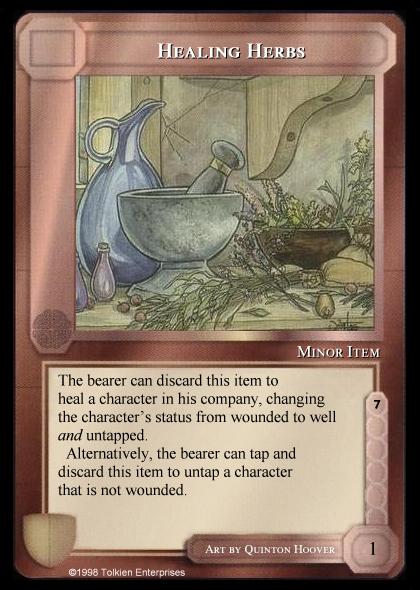 Healing Herbs
Minor Item
The bearer can discard this item to
heal a character in his company, changing
the character's status from wounded to well
and untapped.
Alternatively, the bearer can tap and
discard this item to untap a character
that is not wounded.
7
Art by Quinton Hoover
1
©1998 Tolkien Enterprises